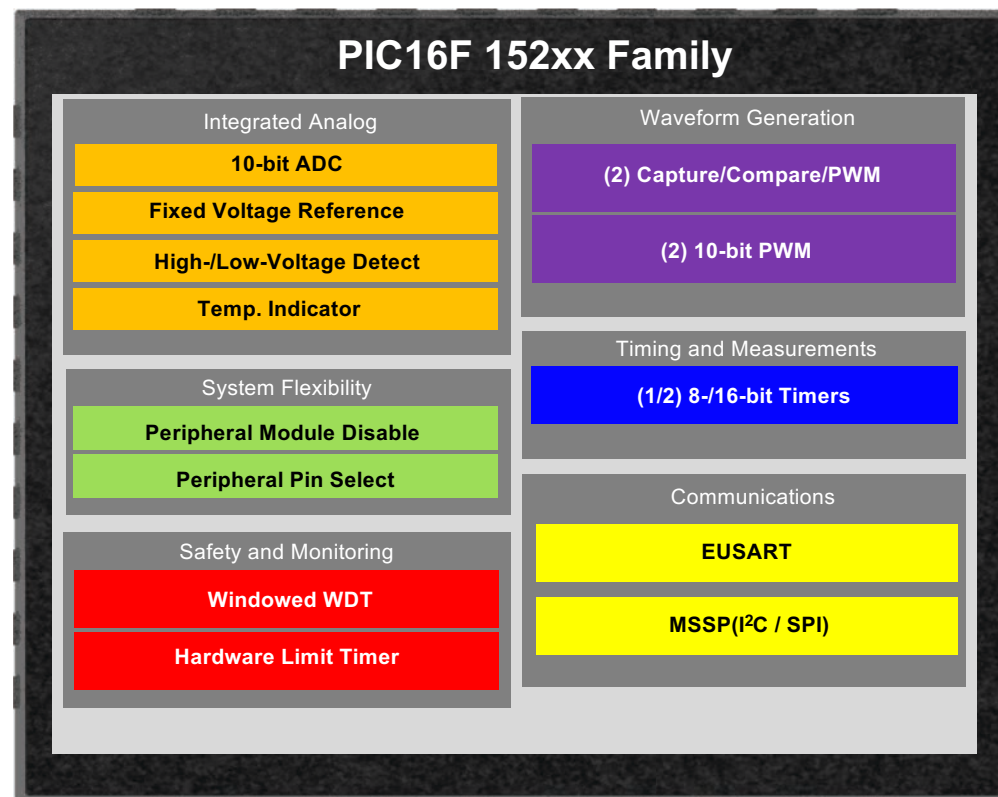 PIC16F 152xx Family
Integrated Analog
10-bit ADC
Fixed Voltage Reference
High-/Low-Voltage Detect
Temp. Indicator
System Flexibility
Peripheral Module Disable
Peripheral Pin Select
Safety and Monitoring
Windowed WDT
Hardware Limit Timer
Waveform Generation
(2) Capture/Compare/PWM
(2) 10-bit PWM
Timing and Measurements
(1/2) 8-/16-bit Timers
Communications
EUSART
MSSP(I²C / SPI)